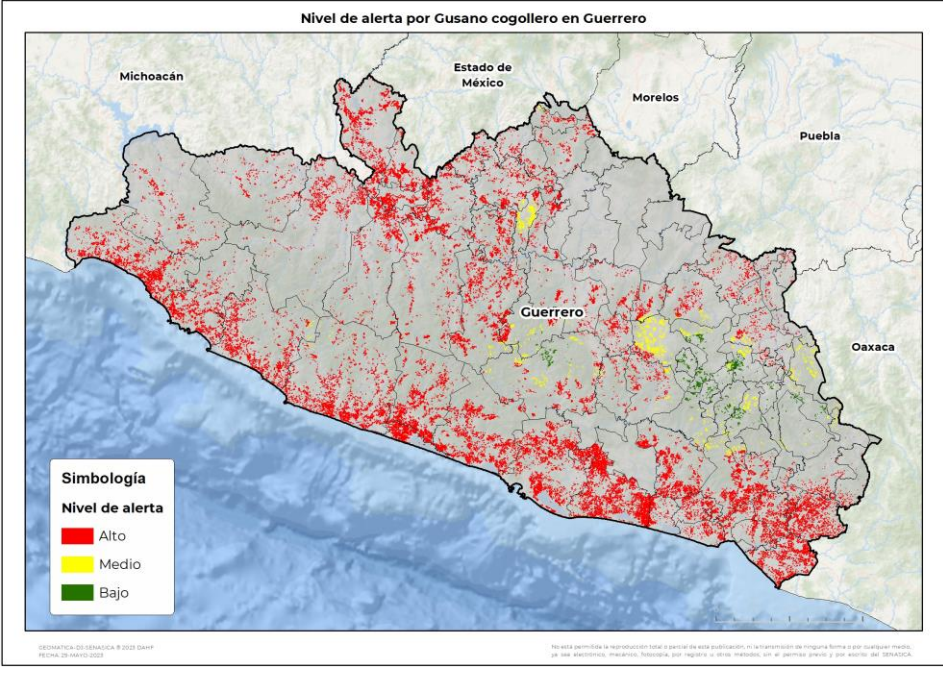 Nivel de alerta por Gusano cogollero en Guerrero
Michoacán
Estado de
México
Morelos
Puebla
Guerrero
Oaxaca
Simbología
Nivel de alerta
Alto
Medio
Bajo
GEOMÁTICA-DS-SENASICA ® 2023 DAHF
FECHA: 29-MAYO-2023
No está permitida la reproducción total o parcial de esta publicación, ni la transmisión de ninguna forma o por cualquier medio,
ya sea electrónico, mecánico, fotocopia, por registro u otros métodos, sin el permiso previo y por escrito del SENASICA